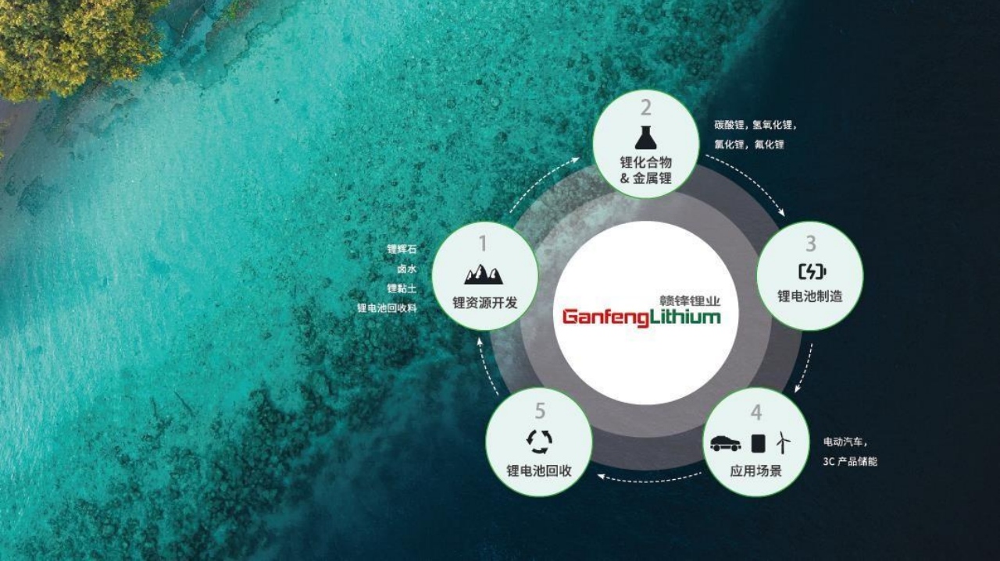 2
锂化合物
& 金属锂
碳酸锂, 氢氧化锂,
氯化锂, 氟化锂
1
锂资源开发
锂辉石
卤水
锂黏土
锂电池回收料
3
锂电池制造
赣锋锂业
GanfengLithium
5
锂电池回收
4
应用场景
电动汽车,
3C 产品储能